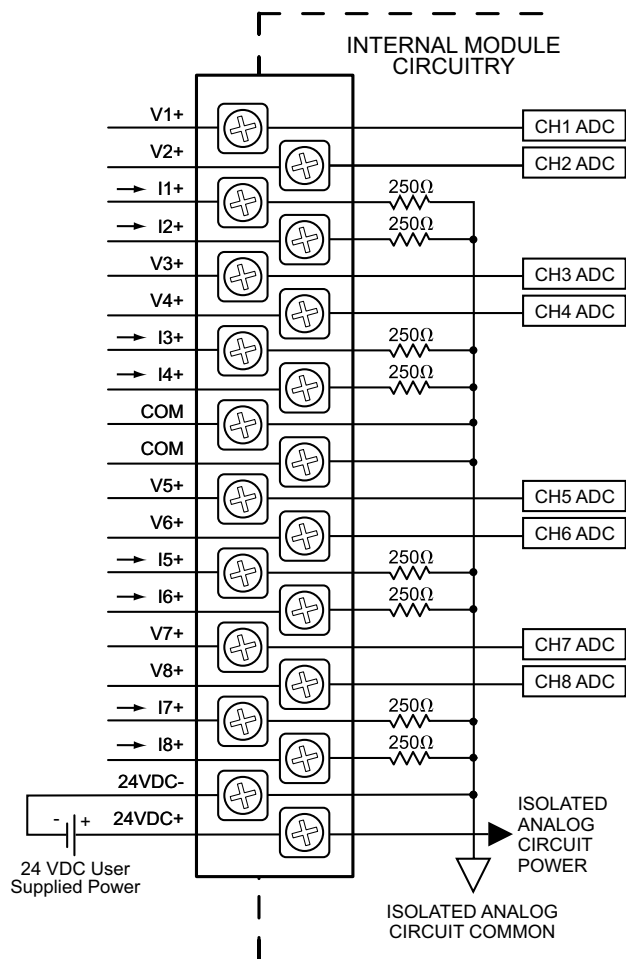 INTERNAL MODULE
CIRCUITRY
V1+
CH1 ADC
V2+
CH2 ADC
→ I1+
250Ω
→ I2+
250Ω
V3+
CH3 ADC
V4+
CH4 ADC
→ I3+
250Ω
→ I4+
250Ω
COM
COM
V5+
CH5 ADC
V6+
CH6 ADC
→ I5+
250Ω
→ I6+
250Ω
V7+
CH7 ADC
V8+
CH8 ADC
→ I7+
250Ω
→ I8+
250Ω
24VDC-
- + 24VDC+
24 VDC User
Supplied Power
ISOLATED
ANALOG
CIRCUIT
POWER
ISOLATED ANALOG
CIRCUIT COMMON